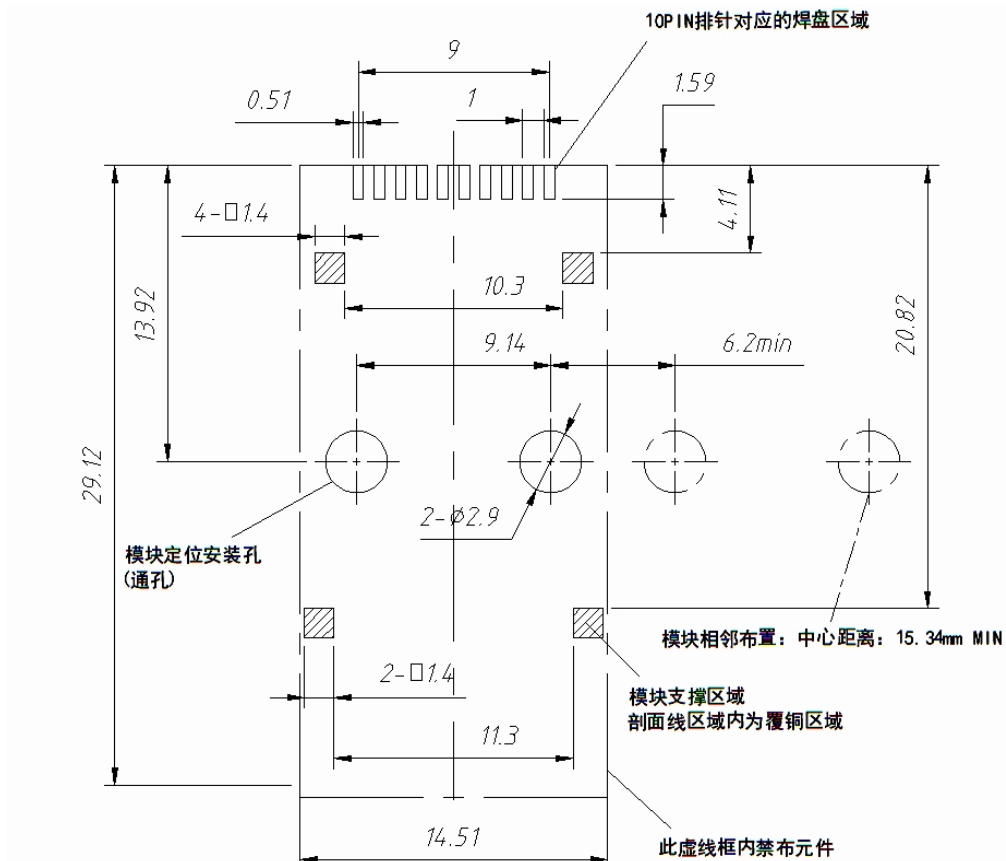 10PIN排针对应的焊盘区域
9
0.51
1
1.59
4-□1.4
4.11
10.3
13.92
9.14
6.2min
20.82
29.12
2-ϕ2.9
模块定位安装孔
(通孔)
模块相邻布置：中心距离：15.34mm MIN
2-□1.4
模块支撑区域
剖面线区域内为覆铜区域
11.3
14.51
此虚线框内禁布元件